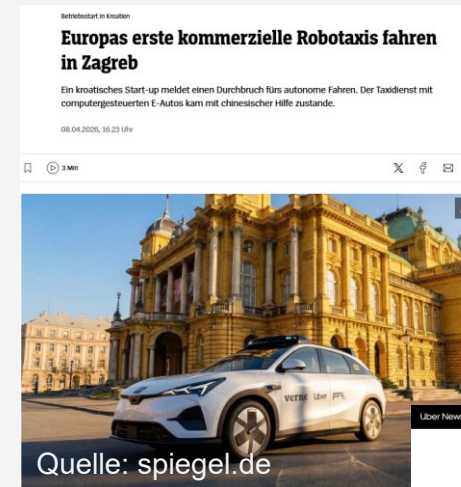 Betriebsstart in Kroatien
Europas erste kommerzielle Robotaxis fahren
in Zagreb
Ein kroatisches Start-up meldet einen Durchbruch fürs autonome Fahren. Der Taxidienst mit
computergesteuerten E-Autos kam mit chinesischer Hilfe zustande.
08.04.2026, 16.23 Uhr
3 Min
verne Uber pony.
Uber New
Quelle: spiegel.de